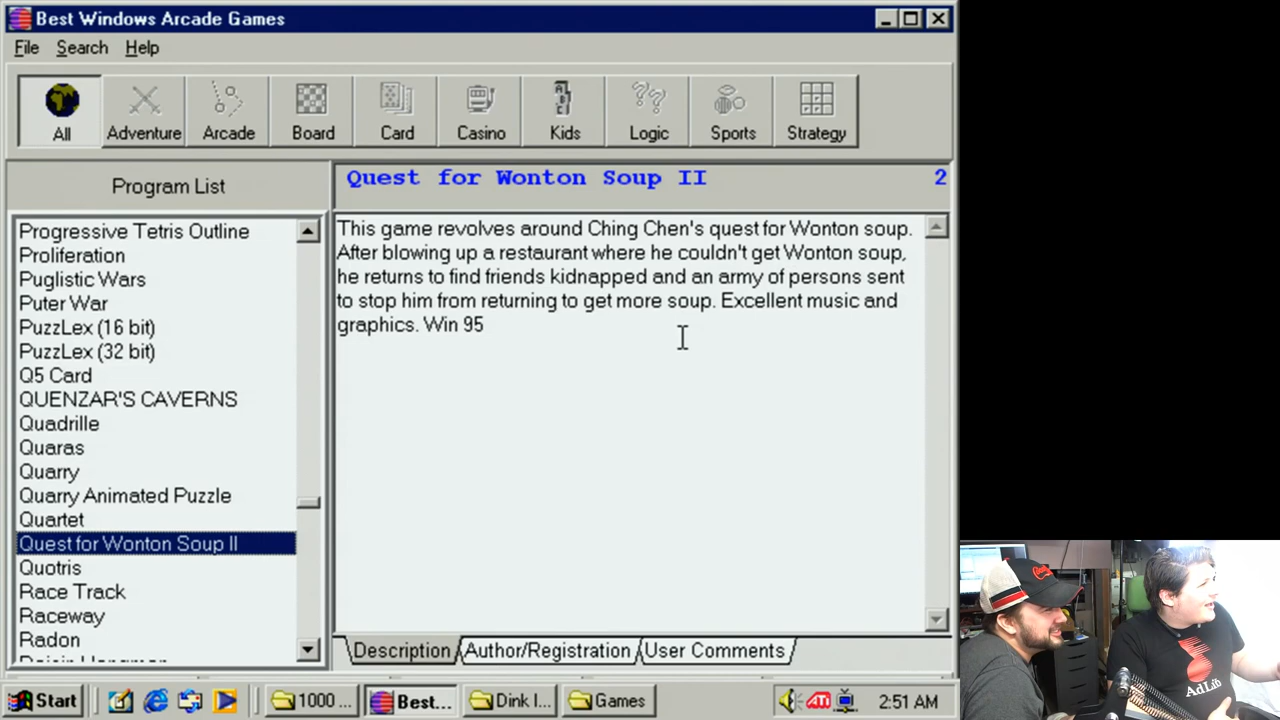 Best Windows Arcade Games
File Search Help
All Adventure Arcade Board Card Casino Kids Logic Sports Strategy
Program List
Quest for Wonton Soup II 2
Progressive Tetris Outline
Proliferation
Puglistic Wars
Puter War
PuzzLex (16 bit)
PuzzLex (32 bit)
Q5 Card
QUENZAR'S CAVERNS
Quadrille
Quaras
Quarry
Quarry Animated Puzzle
Quartet
Quest for Wonton Soup II
Quotris
Race Track
Raceway
Radon
This game revolves around Ching Chen's quest for Wonton soup.
After blowing up a restaurant where he couldn't get Wonton soup,
he returns to find friends kidnapped and an army of persons sent
to stop him from returning to get more soup. Excellent music and
graphics. Win 95
Description Author/Registration User Comments
Start 1000 ... Best... Dink I... Games 2:51 AM
AdLib